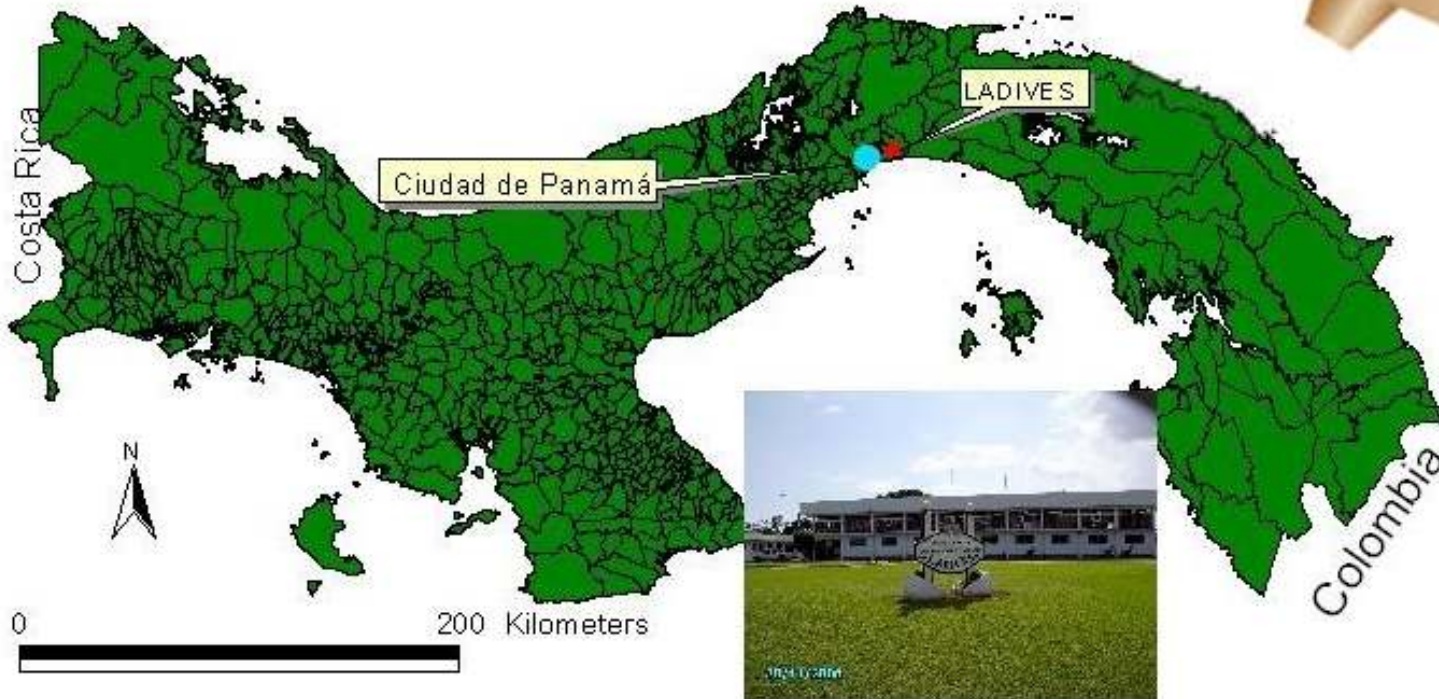 LADIVES
Ciudad de Panamá
Costa Rica
N
Colombia
0 200 Kilometers